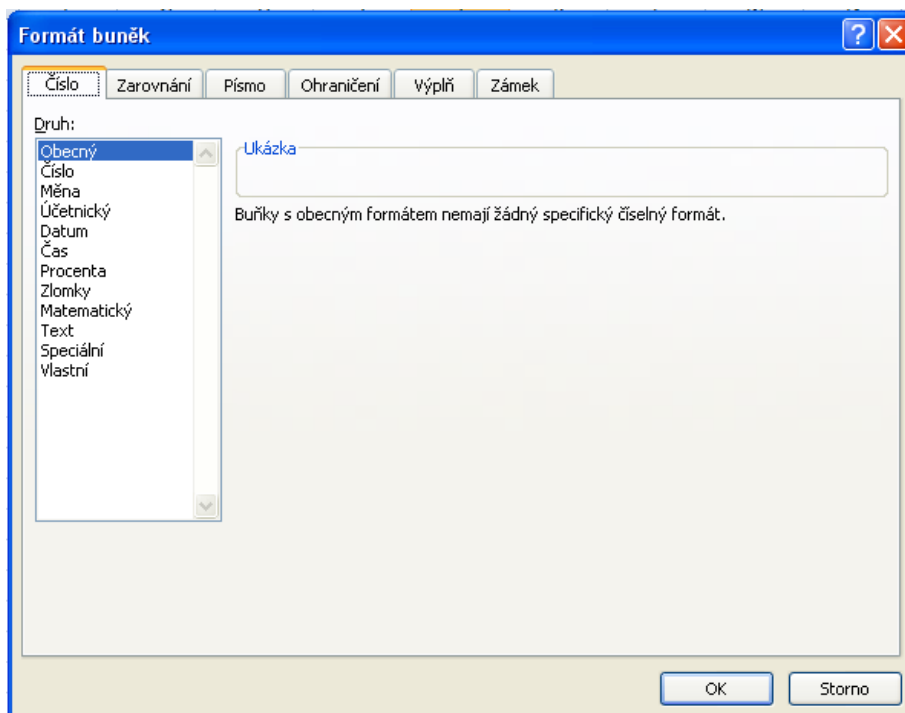 Formát buněk
Číslo Zarovnání Písmo Ohraničení Výplň Zámek
Druh:
Obecný
Číslo
Měna
Účetnický
Datum
Čas
Procenta
Zlomky
Matematický
Text
Speciální
Vlastní
Ukázka
Buňky s obecným formátem nemají žádný specifický číselný formát.
OK Storno